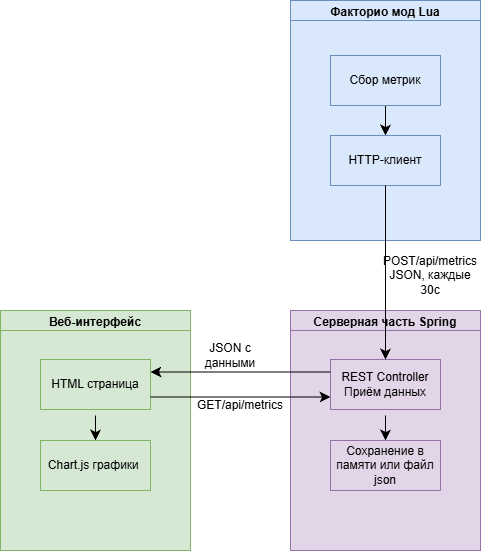 Факторио мод Lua
Сбор метрик
HTTP-клиент
POST/api/metrics
JSON, каждые
30с
Веб-интерфейс
Серверная часть Spring
JSON с
данными
HTML страница
REST Controller
Приём данных
GET/api/metrics
Chart.js графики
Сохранение в
памяти или файл
json